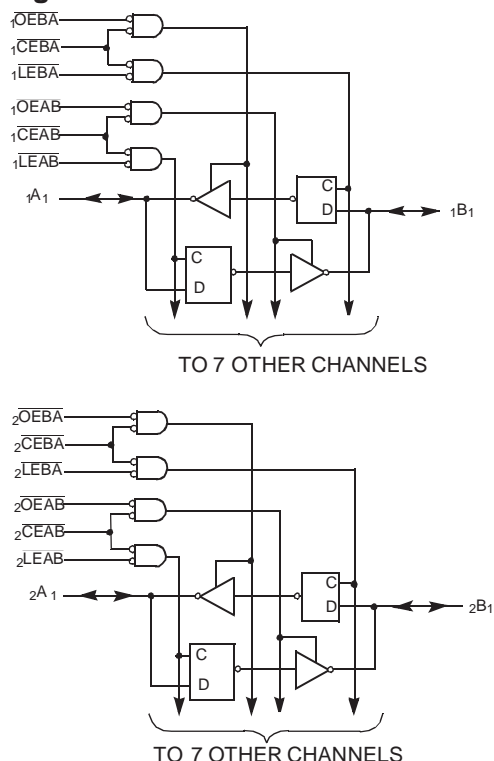 1OEBA
1CEBA
1LEBA
1OEAB
1CEAB
1LEAB
C
1A1
D
1B1
C
D
TO 7 OTHER CHANNELS
2OEBA
2CEBA
2LEBA
2OEAB
2CEAB
2LEAB
C
2A1
D
2B1
C
D
TO 7 OTHER CHANNELS